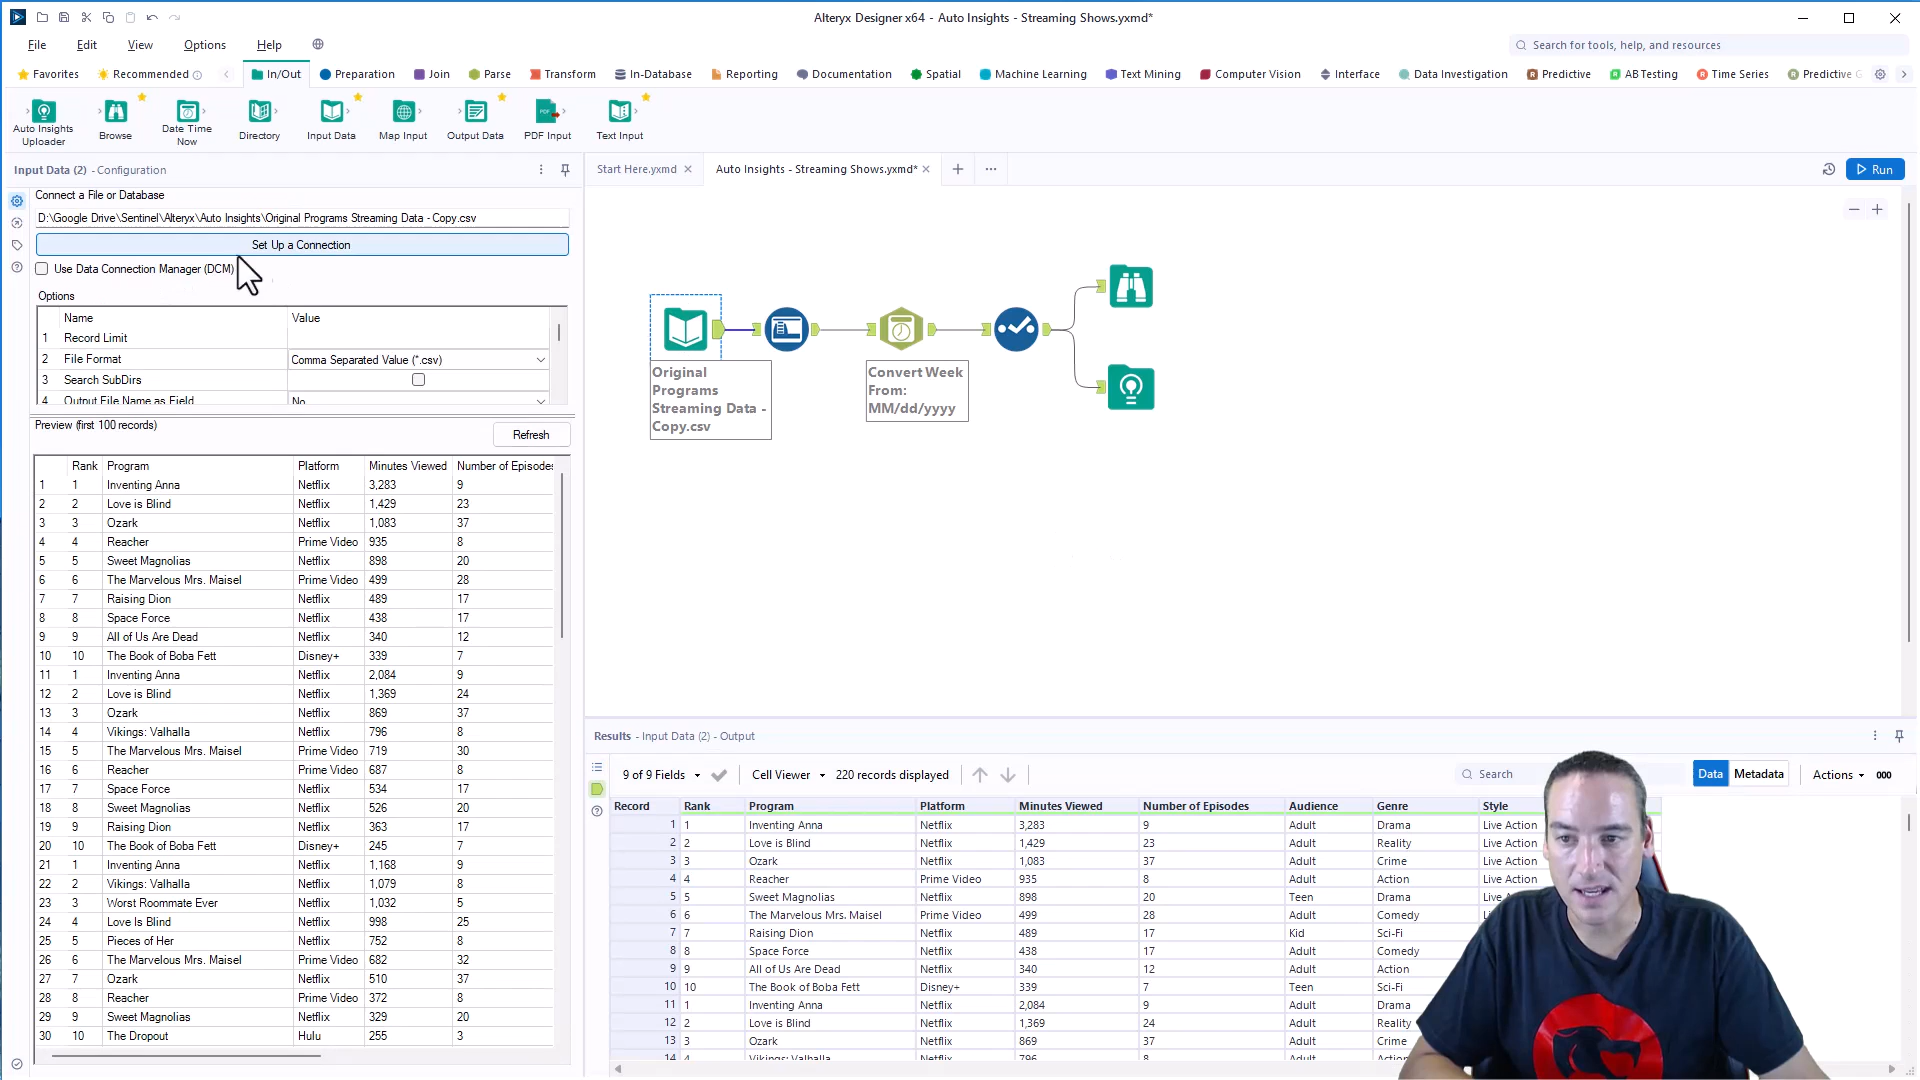 Alteryx Designer x64 - Auto Insights - Streaming Shows.yxmd*
File Edit View Options Help
Search for tools, help, and resources
Favorites Recommended In/Out Preparation Join Parse Transform In-Database Reporting Documentation Spatial Machine Learning Text Mining Computer Vision Interface Data Investigation Predictive AB Testing Time Series Predictive
Auto Insights Uploader
Browse
Date Time Now
Directory
Input Data
Map Input
Output Data
PDF Input
Text Input
Input Data (2) - Configuration
Connect a File or Database
D:\Google Drive\Sentinel\Alteryx\Auto Insights\Original Programs Streaming Data - Copy.csv
Set Up a Connection
Use Data Connection Manager (DCM)
Options
Name Value
1 Record Limit
2 File Format Comma Separated Value (*.csv)
3 Search SubDirs
4 Output File Name as Field No
Preview (first 100 records)
Refresh
Rank Program Platform Minutes Viewed Number of Episodes
1 1 Inventing Anna Netflix 3,283 9
2 2 Love is Blind Netflix 1,429 23
3 3 Ozark Netflix 1,083 37
4 4 Reacher Prime Video 935 8
5 5 Sweet Magnolias Netflix 898 20
6 6 The Marvelous Mrs. Maisel Prime Video 499 28
7 7 Raising Dion Netflix 489 17
8 8 Space Force Netflix 438 17
9 9 All of Us Are Dead Netflix 340 12
10 10 The Book of Boba Fett Disney+ 339 7
11 1 Inventing Anna Netflix 2,084 9
12 2 Love is Blind Netflix 1,369 24
13 3 Ozark Netflix 869 37
14 4 Vikings: Valhalla Netflix 796 8
15 5 The Marvelous Mrs. Maisel Prime Video 719 30
16 6 Reacher Prime Video 687 8
17 7 Space Force Netflix 534 17
18 8 Sweet Magnolias Netflix 526 20
19 9 Raising Dion Netflix 363 17
20 10 The Book of Boba Fett Disney+ 245 7
21 1 Inventing Anna Netflix 1,168 9
22 2 Vikings: Valhalla Netflix 1,079 8
23 3 Worst Roommate Ever Netflix 1,032 5
24 4 Love Is Blind Netflix 998 25
25 5 Pieces of Her Netflix 752 8
26 6 The Marvelous Mrs. Maisel Prime Video 682 32
27 7 Ozark Netflix 510 37
28 8 Reacher Prime Video 372 8
29 9 Sweet Magnolias Netflix 329 20
30 10 The Dropout Hulu 255 3
Start Here.yxmd
Auto Insights - Streaming Shows.yxmd*
Run
Original
Programs
Streaming Data -
Copy.csv
Convert Week
From:
MM/dd/yyyy
Results - Input Data (2) - Output
9 of 9 Fields Cell Viewer 220 records displayed Search Data Metadata Actions 000
Record Rank Program Platform Minutes Viewed Number of Episodes Audience Genre Style
1 1 Inventing Anna Netflix 3,283 9 Adult Drama Live Action
2 2 Love is Blind Netflix 1,429 23 Adult Reality Live Action
3 3 Ozark Netflix 1,083 37 Adult Crime Live Action
4 4 Reacher Prime Video 935 8 Adult Action Live Action
5 5 Sweet Magnolias Netflix 898 20 Teen Drama Live
6 6 The Marvelous Mrs. Maisel Prime Video 499 28 Adult Comedy
7 7 Raising Dion Netflix 489 17 Kid Sci-Fi
8 8 Space Force Netflix 438 17 Adult Comedy
9 9 All of Us Are Dead Netflix 340 12 Adult Action
10 10 The Book of Boba Fett Disney+ 339 7 Teen Sci-Fi
11 1 Inventing Anna Netflix 2,084 9 Adult Drama
12 2 Love is Blind Netflix 1,369 24 Adult Reality
13 3 Ozark Netflix 869 37 Adult Crime
14 4 Vikings: Valhalla Netflix 796 8 Adult